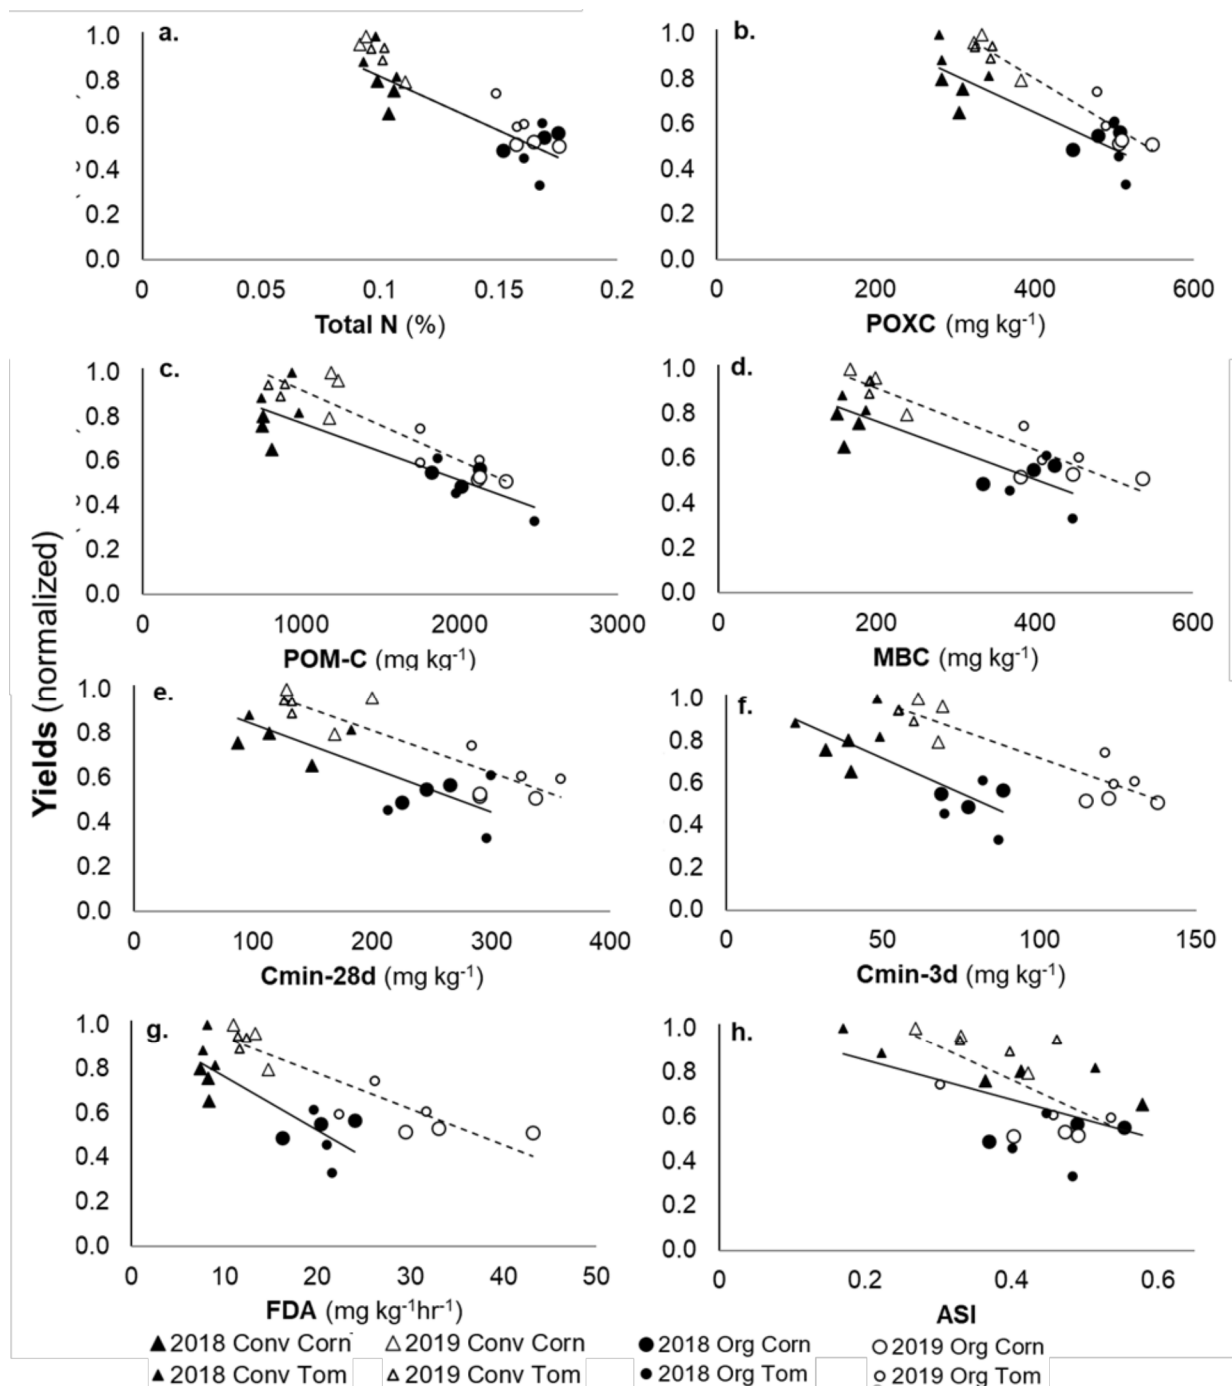 a.
1.0
0.8
0.6
0.4
0.2
0.0
0 0.05 0.1 0.15 0.2
Total N (%)
b.
1.0
0.8
0.6
0.4
0.2
0.0
0 200 400 600
POXC (mg kg-1)
c.
1.0
0.8
0.6
0.4
0.2
0.0
0 1000 2000 3000
POM-C (mg kg-1)
d.
1.0
0.8
0.6
0.4
0.2
0.0
0 200 400 600
MBC (mg kg-1)
Yields (normalized)
e.
1.0
0.8
0.6
0.4
0.2
0.0
0 100 200 300 400
Cmin-28d (mg kg-1)
f.
1.0
0.8
0.6
0.4
0.2
0.0
0 50 100 150
Cmin-3d (mg kg-1)
g.
1.0
0.8
0.6
0.4
0.2
0.0
0 10 20 30 40 50
FDA (mg kg-1hr-1)
h.
1.0
0.8
0.6
0.4
0.2
0.0
0 0.2 0.4 0.6
ASI
2018 Conv Corn 2019 Conv Corn 2018 Org Corn 2019 Org Corn
2018 Conv Tom 2019 Conv Tom 2018 Org Tom 2019 Org Tom